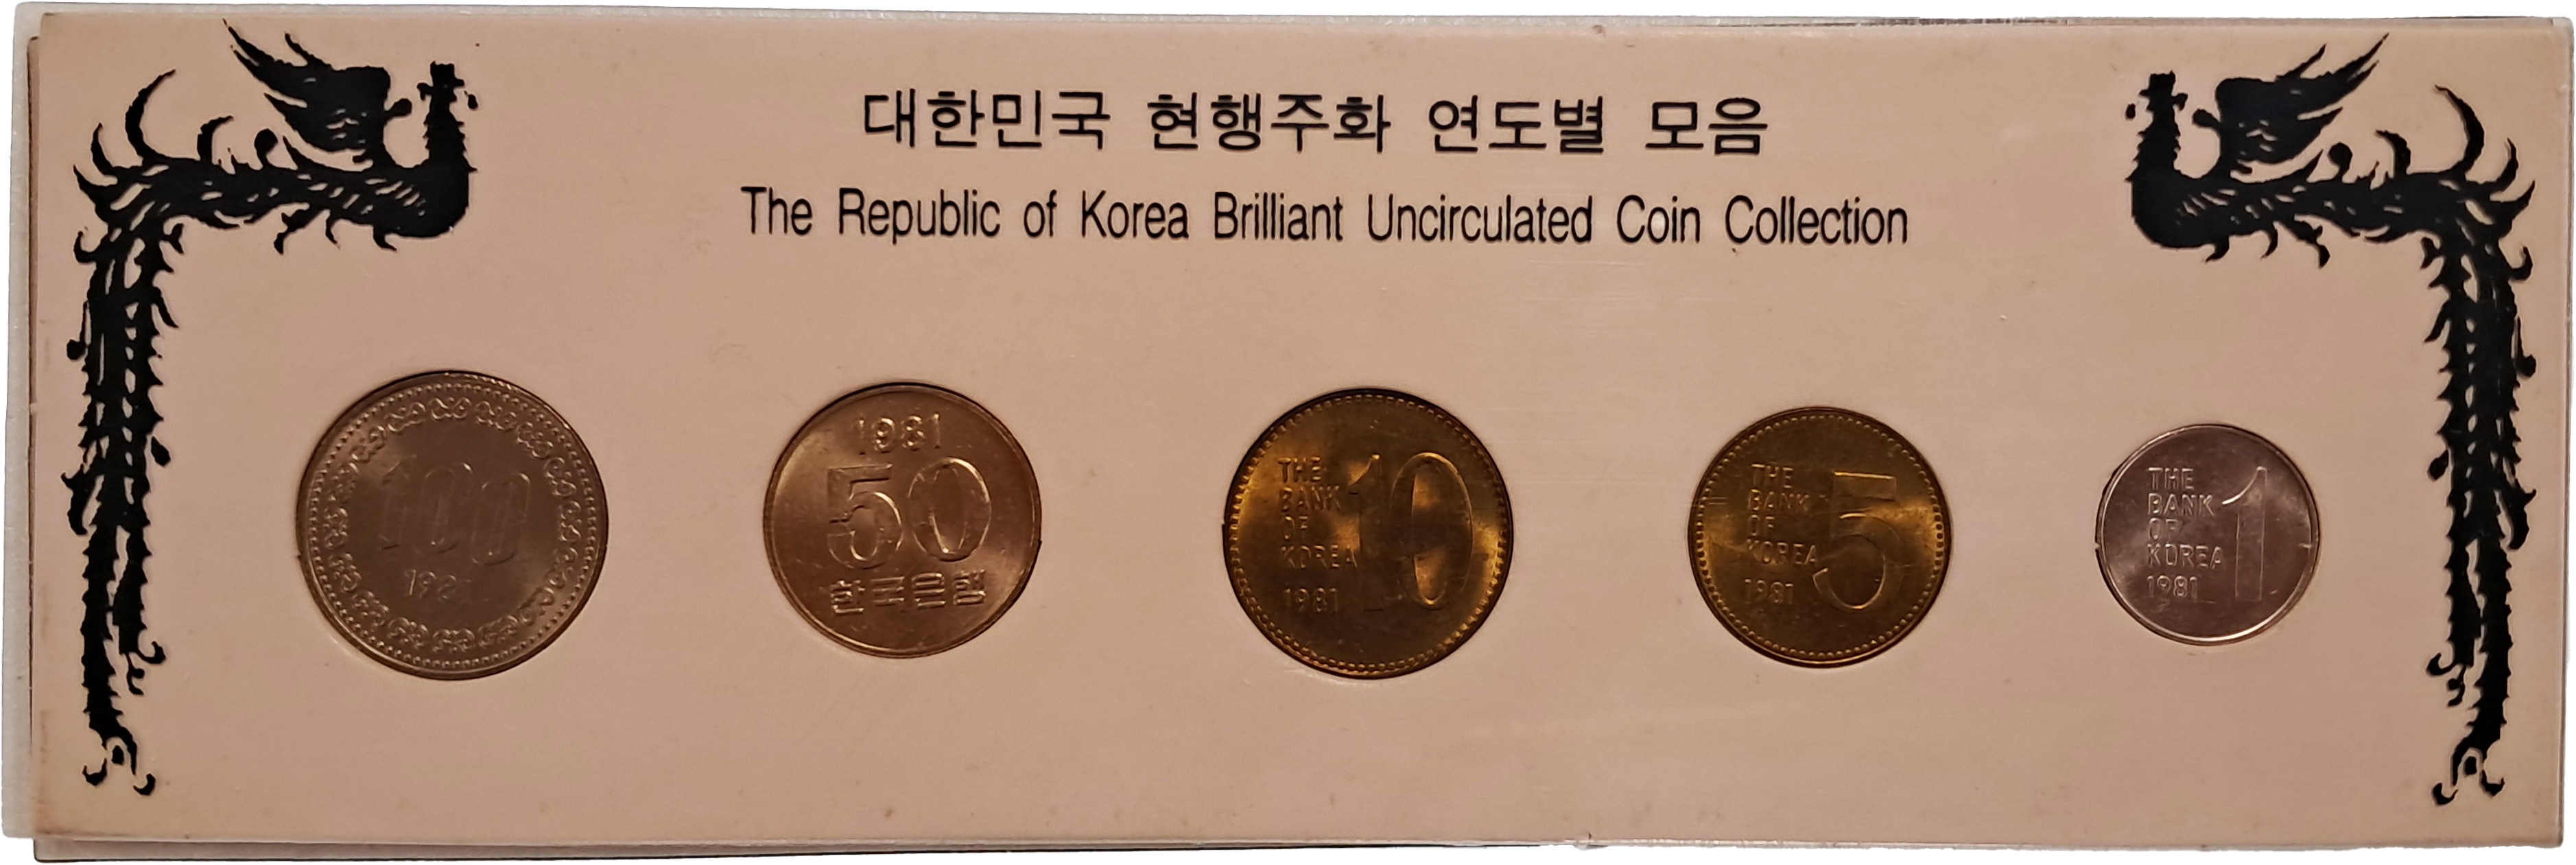 대한민국 현행주화 연도별 모음
The Republic of Korea Brilliant Uncirculated Coin Collection
100
1981
1981
50
한국은행
THE
BANK
OF
KOREA
1981
10
THE
BANK
OF
KOREA
1981
5
THE
BANK
OF
KOREA
1981
1